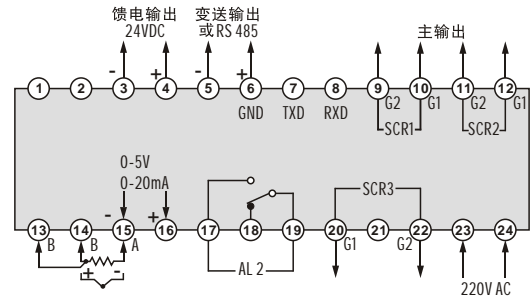 馈电输出 变送输出 主输出
24VDC 或RS 485
- + - +
1 2 3 4 5 6 7 8 9 10 11 12
GND TXD RXD G2 G1 G2 G1
SCR1 SCR2
0-5V
0-20mA SCR3
- +
13 14 15 16 17 18 19 20 21 22 23 24
B B A G1 G2
+ - AL 2
220V AC